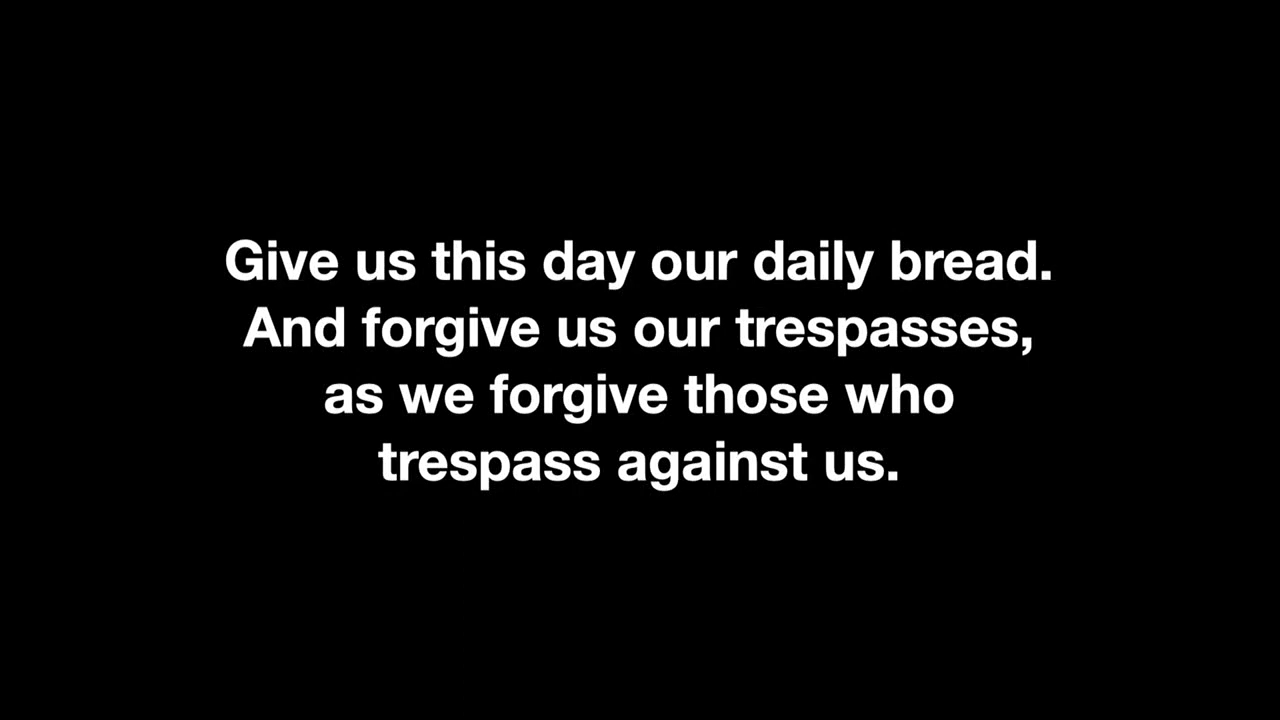 Give us this day our daily bread.
And forgive us our trespasses,
as we forgive those who
trespass against us.